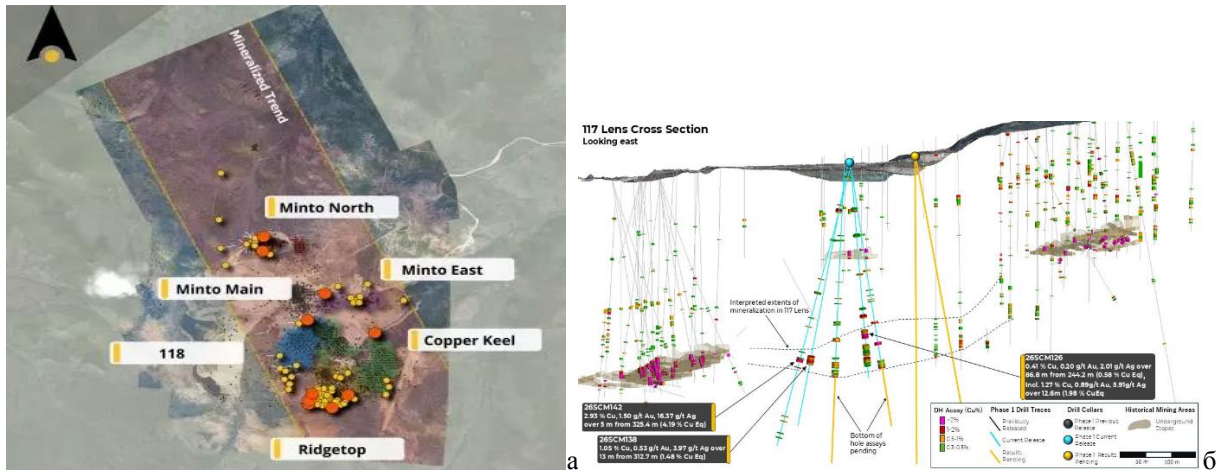 Mineralized Trend
Minto North
Minto East
Minto Main
Copper Keel
118
Ridgetop
а
117 Lens Cross Section
Looking east
Interpreted extents of
mineralization in 117 Lens
26SCM126
0.41 % Cu, 0.20 g/t Au, 2.01 g/t Ag over
86.8 m from 244.2 m (0.58 % Cu Eq),
Incl. 1.27 % Cu, 0.89g/t Au, 5.91g/t Ag
over 12.6m (1.98 % CuEq)
26SCM142
2.93 % Cu, 1.50 g/t Au, 16.37 g/t Ag
over 5 m from 325.4 m (4.19 % Cu Eq)
26SCM138
1.05 % Cu, 0.53 g/t Au, 3.97 g/t Ag over
13 m from 312.7 m (1.48 % Cu Eq)
Bottom of
hole assays
pending
DH Assay (Cu%)
>2%
1-2%
0.5-1%
0.3-0.5%
Phase 1 Drill Traces
Previously
Released
Current Release
Results
Pending
Drill Collars
Phase 1 Previous
Release
Phase 1 Current
Release
Phase 1 Results
Pending
Historical Mining Areas
Underground
Stopes
50 m 100 m
б